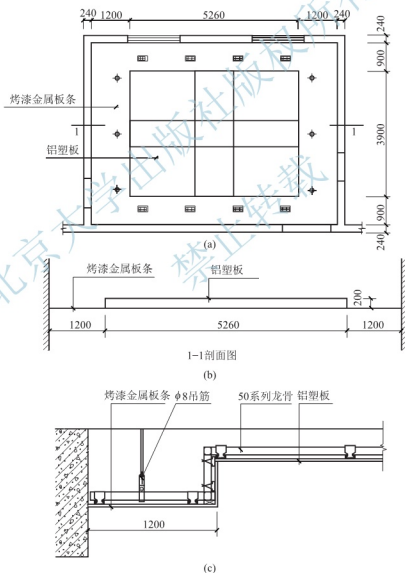 240 1200 5260 1200 240
240
900
3900
900
240
烤漆金属板条
1 1
铝塑板
(a)
烤漆金属板条 铝塑板
200
1200 5260 1200
1-1剖面图
(b)
烤漆金属板条 ϕ8吊筋 50系列龙骨 铝塑板
1200
(c)
北京大学出版社版权所有
禁止转载